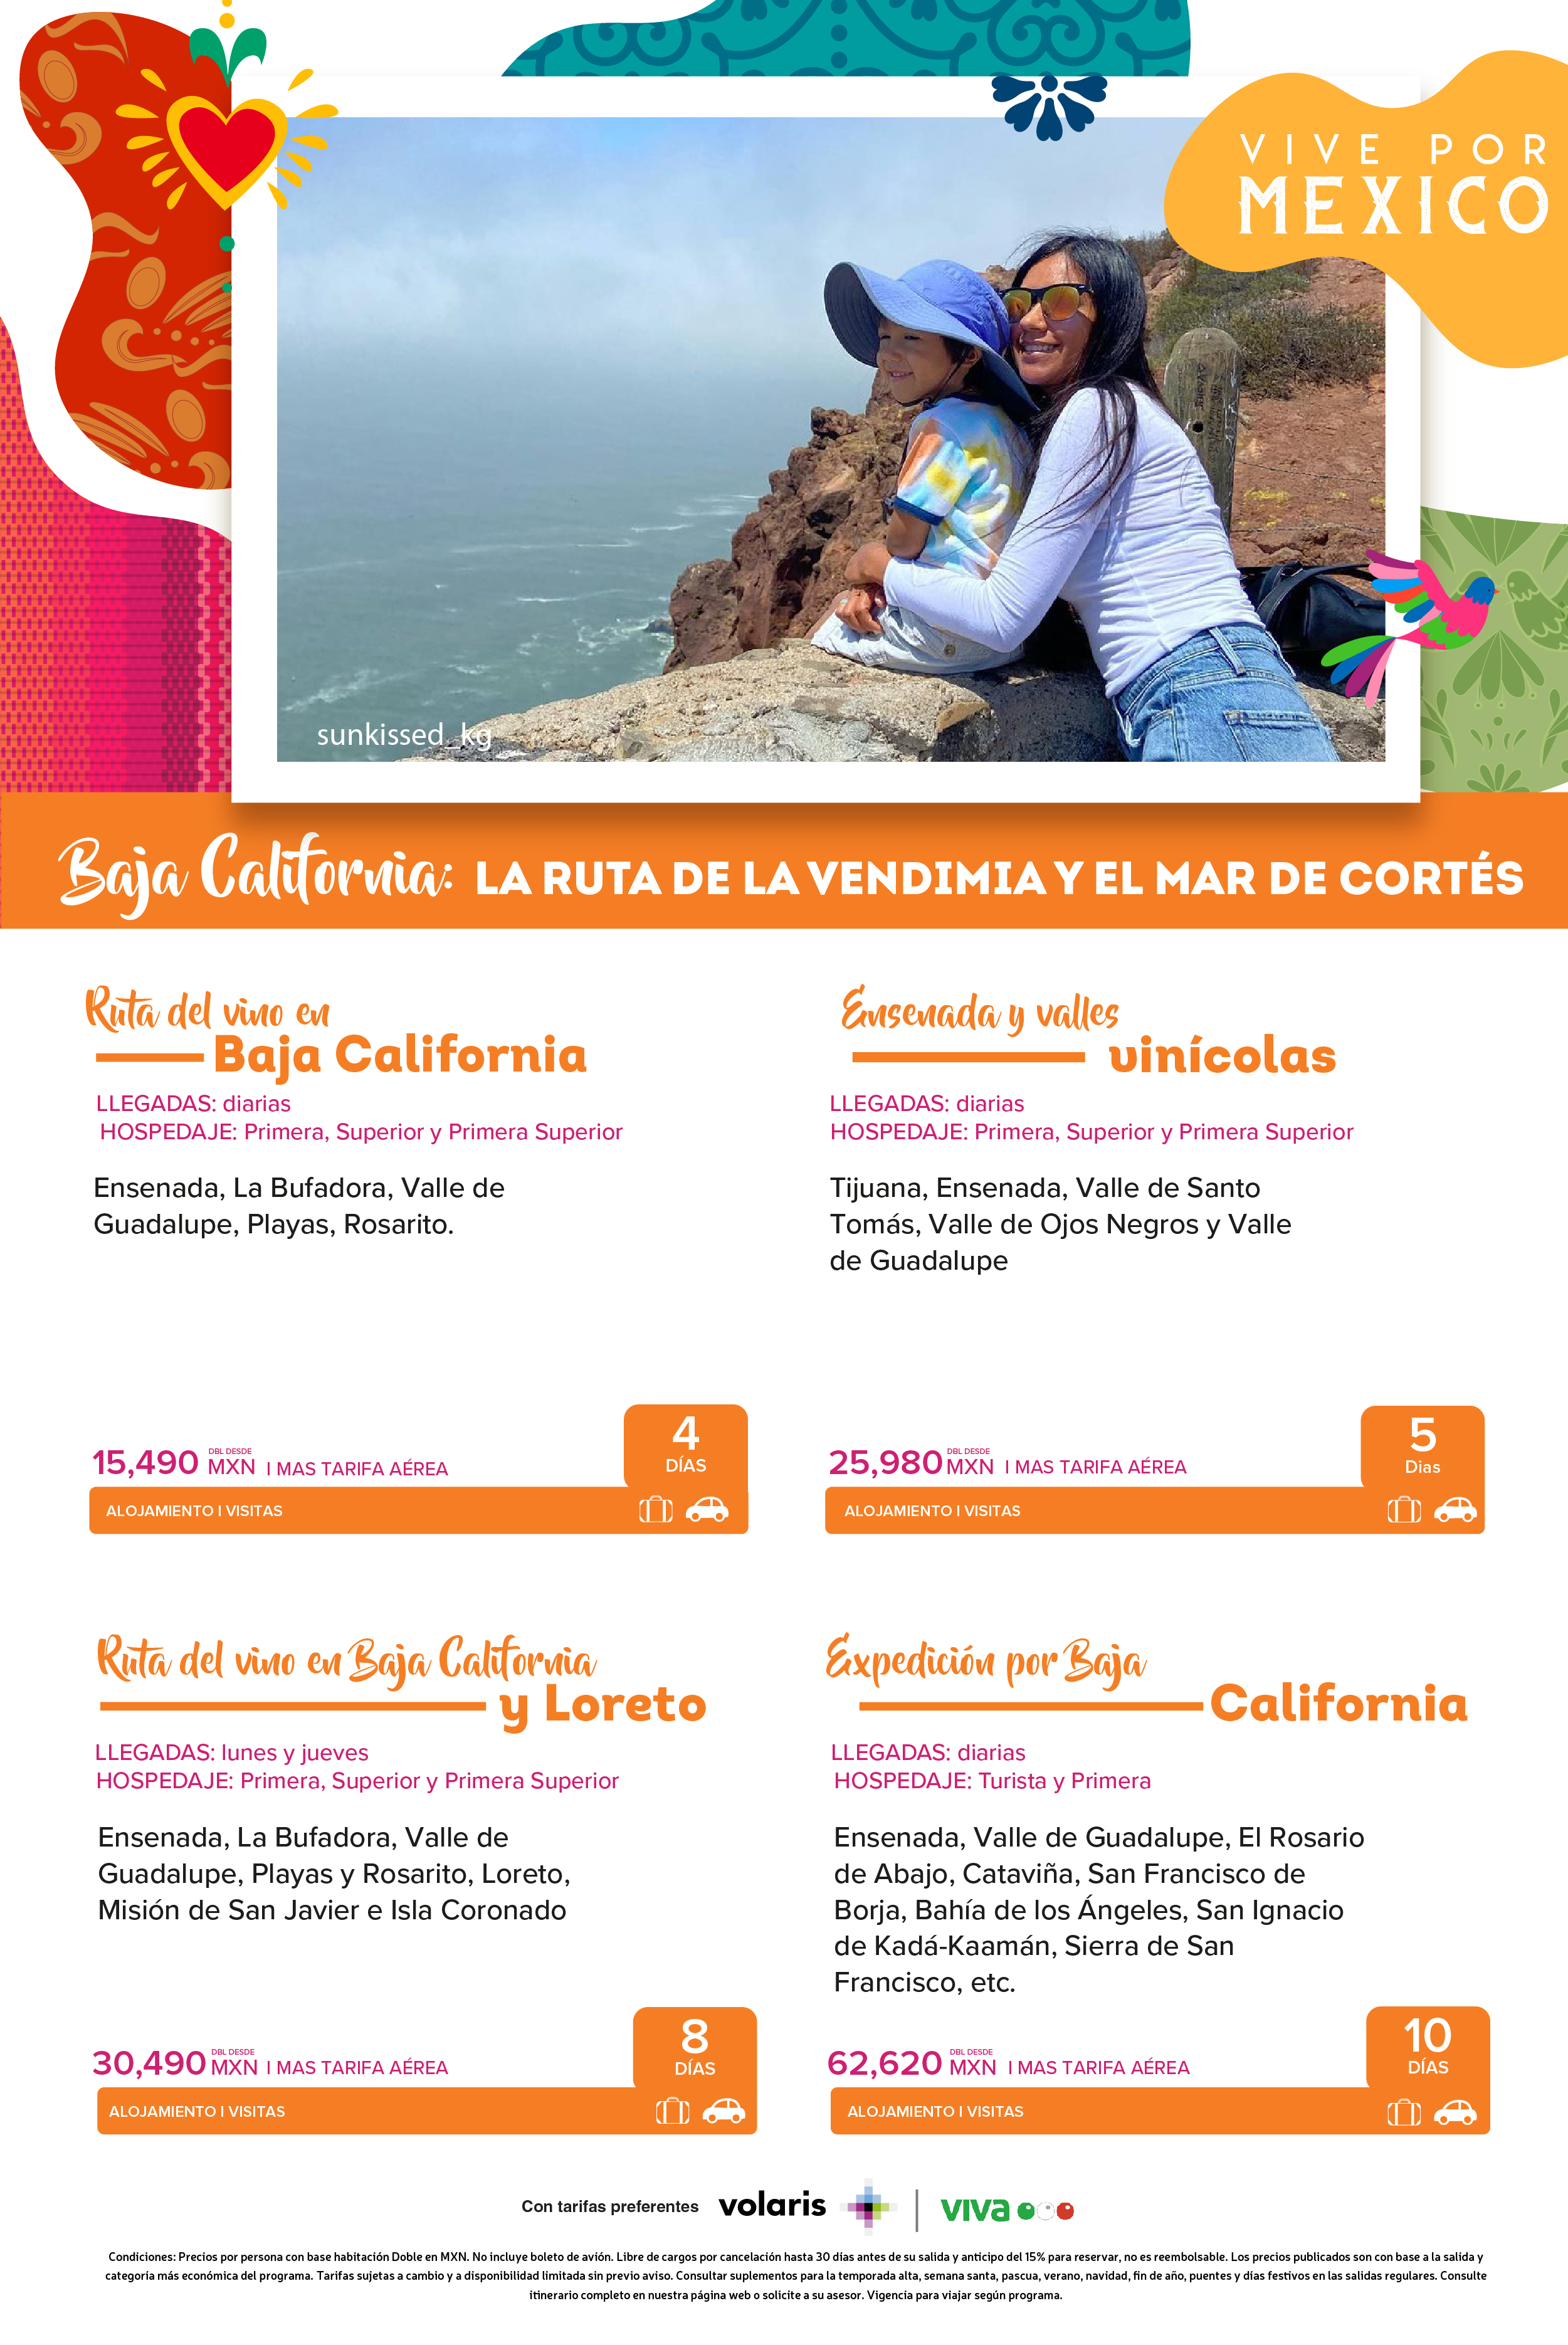 VIVE POR
MEXICO
sunkissed_kg
Baja California: LA RUTA DE LA VENDIMIA Y EL MAR DE CORTÉS
Ruta del vino en
Baja California
LLEGADAS: diarias
HOSPEDAJE: Primera, Superior y Primera Superior
Ensenada, La Bufadora, Valle de
Guadalupe, Playas, Rosarito.
4
DÍAS
15,490 DBL DESDE MXN I MAS TARIFA AÉREA
ALOJAMIENTO I VISITAS
Ensenada y valles
vinícolas
LLEGADAS: diarias
HOSPEDAJE: Primera, Superior y Primera Superior
Tijuana, Ensenada, Valle de Santo
Tomás, Valle de Ojos Negros y Valle
de Guadalupe
5
Dias
25,980 DBL DESDE MXN I MAS TARIFA AÉREA
ALOJAMIENTO I VISITAS
Ruta del vino en Baja California
y Loreto
LLEGADAS: lunes y jueves
HOSPEDAJE: Primera, Superior y Primera Superior
Ensenada, La Bufadora, Valle de
Guadalupe, Playas y Rosarito, Loreto,
Misión de San Javier e Isla Coronado
8
DÍAS
30,490 DBL DESDE MXN I MAS TARIFA AÉREA
ALOJAMIENTO I VISITAS
Expedición por Baja
California
LLEGADAS: diarias
HOSPEDAJE: Turista y Primera
Ensenada, Valle de Guadalupe, El Rosario
de Abajo, Cataviña, San Francisco de
Borja, Bahía de los Ángeles, San Ignacio
de Kadá-Kaamán, Sierra de San
Francisco, etc.
10
DÍAS
62,620 DBL DESDE MXN I MAS TARIFA AÉREA
ALOJAMIENTO I VISITAS
Con tarifas preferentes volaris | viva
Condiciones: Precios por persona con base habitación Doble en MXN. No incluye boleto de avión. Libre de cargos por cancelación hasta 30 días antes de su salida y anticipo del 15% para reservar, no es reembolsable. Los precios publicados son con base a la salida y
categoría más económica del programa. Tarifas sujetas a cambio y a disponibilidad limitada sin previo aviso. Consultar suplementos para la temporada alta, semana santa, pascua, verano, navidad, fin de año, puentes y días festivos en las salidas regulares. Consulte
itinerario completo en nuestra página web o solicite a su asesor. Vigencia para viajar según programa.